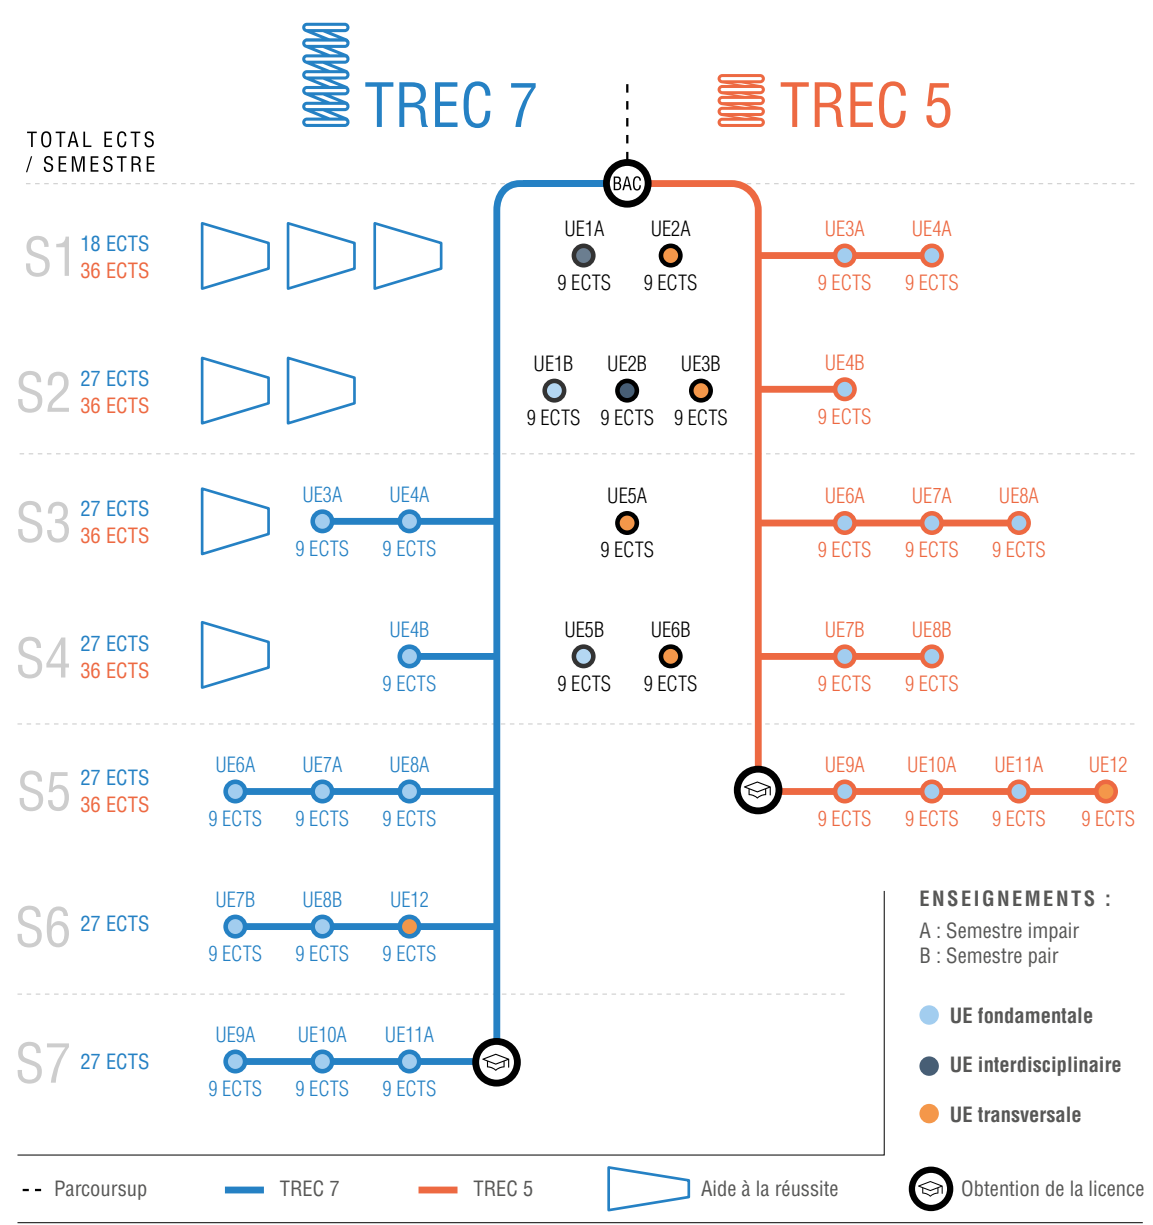 TREC 7
TREC 5
TOTAL ECTS
/ SEMESTRE
BAC
S1
18 ECTS
36 ECTS
UE1A
UE2A
UE3A
UE4A
9 ECTS
9 ECTS
9 ECTS
9 ECTS
S2
27 ECTS
36 ECTS
UE1B
UE2B
UE3B
UE4B
9 ECTS
9 ECTS
9 ECTS
9 ECTS
S3
27 ECTS
36 ECTS
UE3A
UE4A
UE5A
UE6A
UE7A
UE8A
9 ECTS
9 ECTS
9 ECTS
9 ECTS
9 ECTS
9 ECTS
S4
27 ECTS
36 ECTS
UE4B
UE5B
UE6B
UE7B
UE8B
9 ECTS
9 ECTS
9 ECTS
9 ECTS
9 ECTS
S5
27 ECTS
36 ECTS
UE6A
UE7A
UE8A
UE9A
UE10A
UE11A
UE12
9 ECTS
9 ECTS
9 ECTS
9 ECTS
9 ECTS
9 ECTS
9 ECTS
S6
27 ECTS
UE7B
UE8B
UE12
9 ECTS
9 ECTS
9 ECTS
S7
27 ECTS
UE9A
UE10A
UE11A
9 ECTS
9 ECTS
9 ECTS
ENSEIGNEMENTS :
A : Semestre impair
B : Semestre pair
UE fondamentale
UE interdisciplinaire
UE transversale
Parcoursup
TREC 7
TREC 5
Aide à la réussite
Obtention de la licence